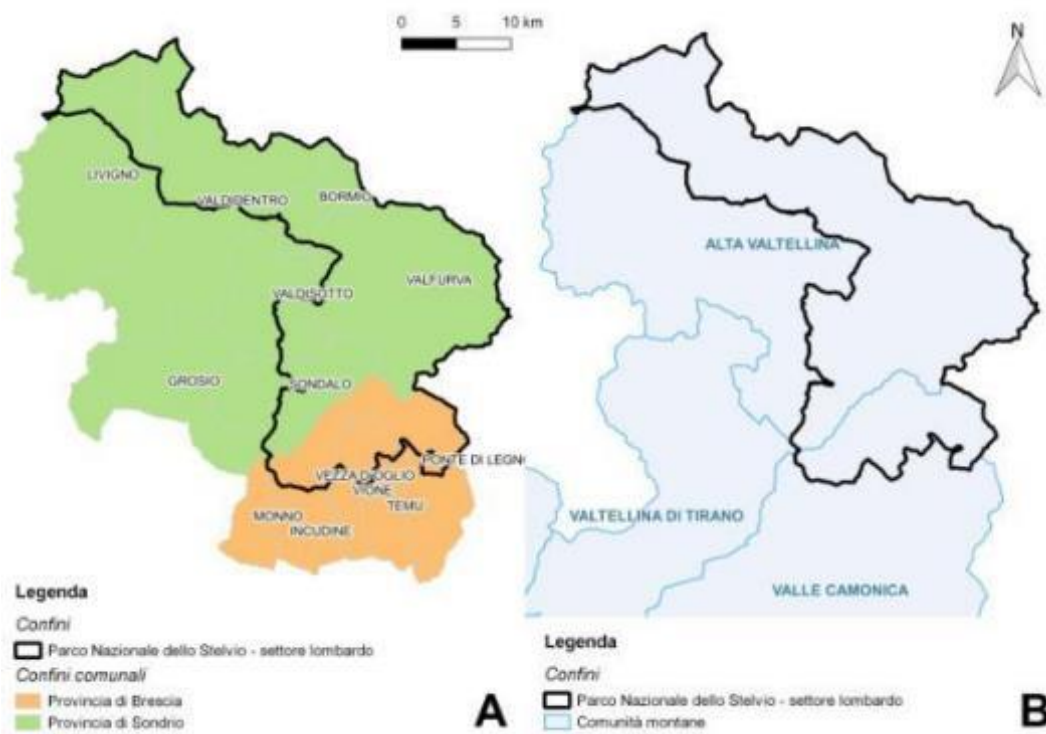 0 5 10 km
N
LIVIGNO
VALDIDENTRO
BORMIO
VALFURVA
VALDISOTTO
GROSIO
SONDALO
PONTE DI LEGNO
VEZZA D'OGLIO
VIONE
TEMU
MONNO
INCUDINE
Legenda
Confini
Parco Nazionale dello Stelvio - settore lombardo
Confini comunali
Provincia di Brescia
Provincia di Sondrio
A
ALTA VALTELLINA
VALTELLINA DI TIRANO
VALLE CAMONICA
Legenda
Confini
Parco Nazionale dello Stelvio - settore lombardo
Comunità montane
B